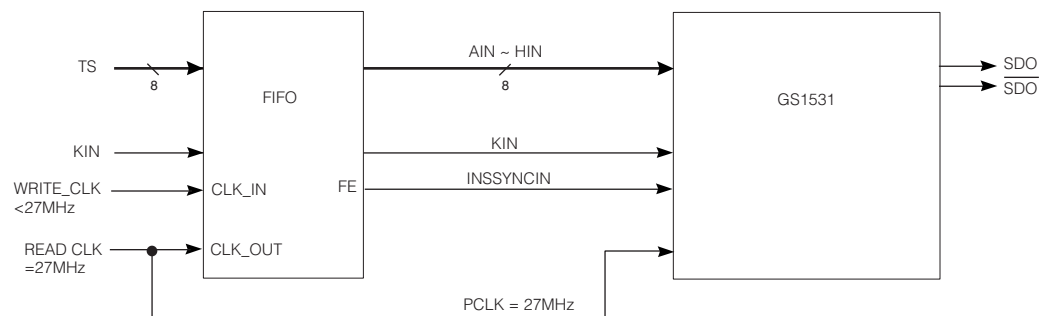 TS
8
FIFO
AIN ~ HIN
8
GS1531
SDO
SDO
KIN
KIN
WRITE_CLK
<27MHz
CLK_IN
FE
INSSYNCIN
READ CLK
=27MHz
CLK_OUT
PCLK = 27MHz